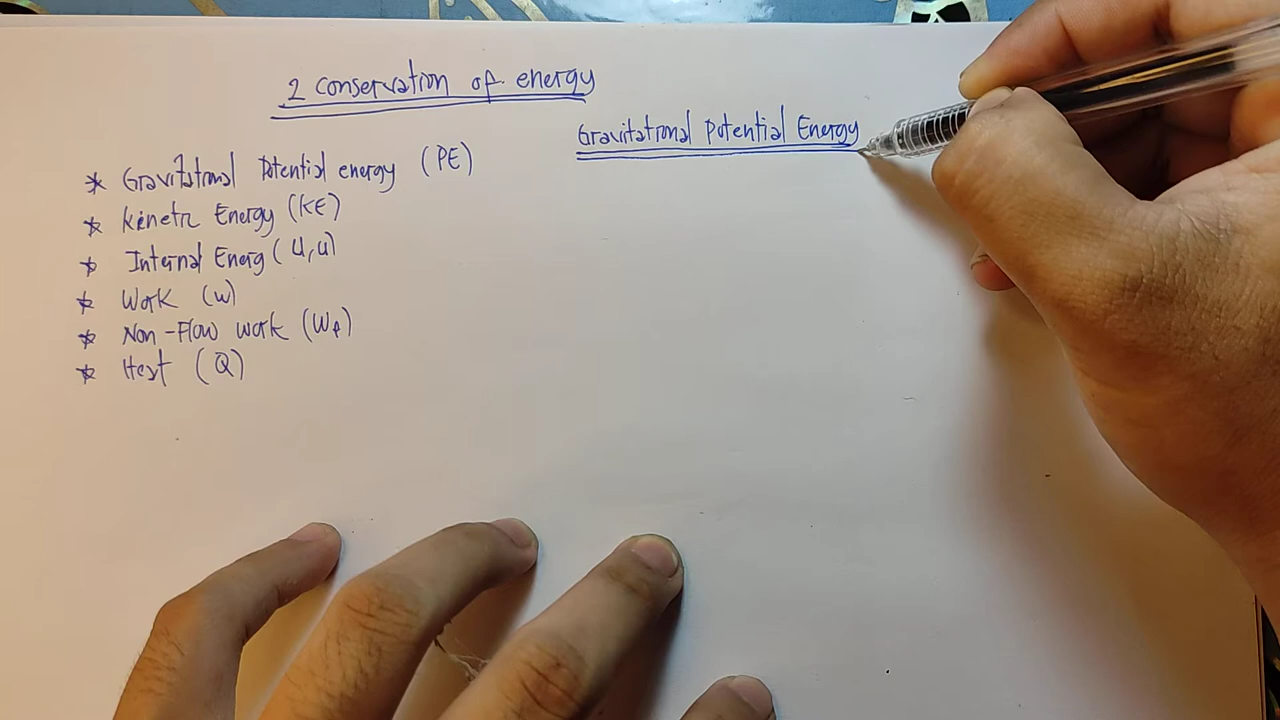 2 conservation of energy
Gravitational Potential Energy
* Gravitational Potential energy (PE)
* Kinetic Energy (KE)
* Internal Energ (U,u)
* Work (W)
* Non-Flow work (Wf)
* Heat (Q)